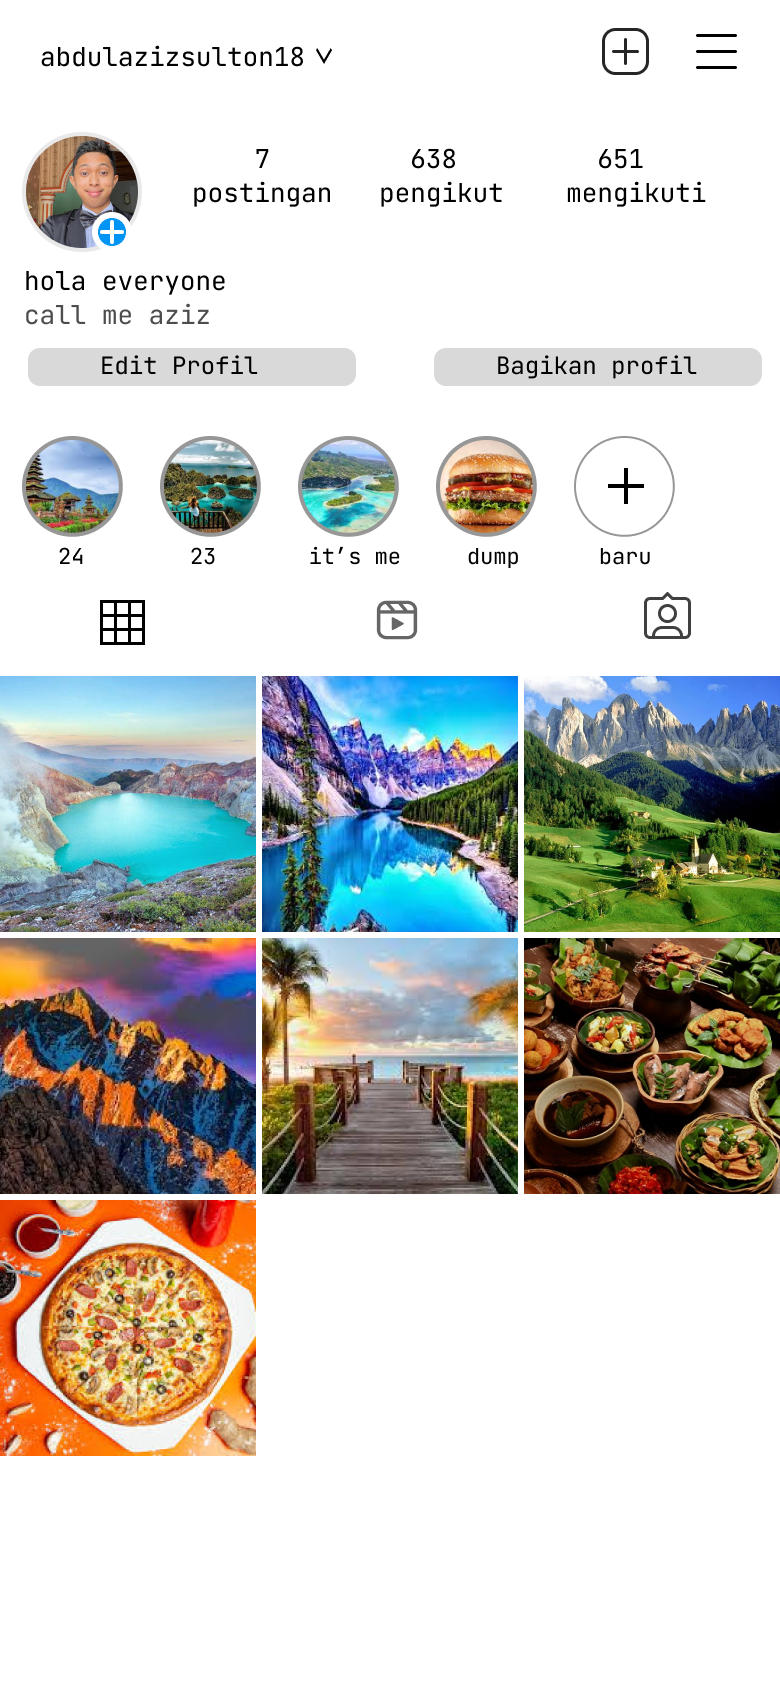 abdulazizsulton18
7 638 651
postingan pengikut mengikuti
hola everyone
call me aziz
Edit Profil Bagikan profil
24 23 it’s me dump baru